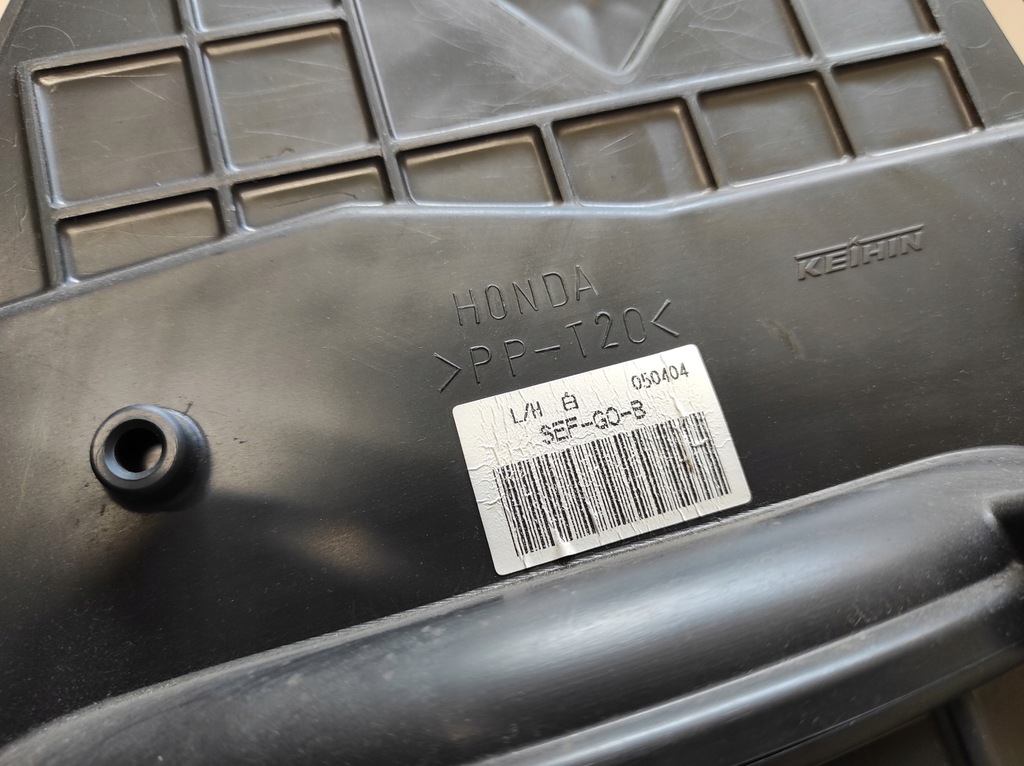 KEIHIN
HONDA
>PP-T20<
L/H 白 050404
SEF-G0-B